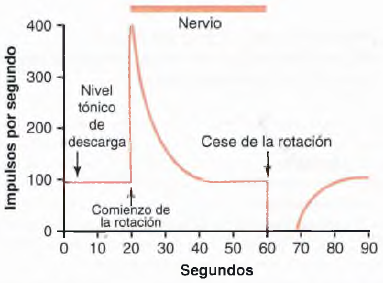 Nervio
Impulsos por segundo
400
300
200
100
0
Nivel
tónico
de
descarga
Comienzo de
la rotación
Cese de la rotación
0 10 20 30 40 50 60 70 80 90
Segundos